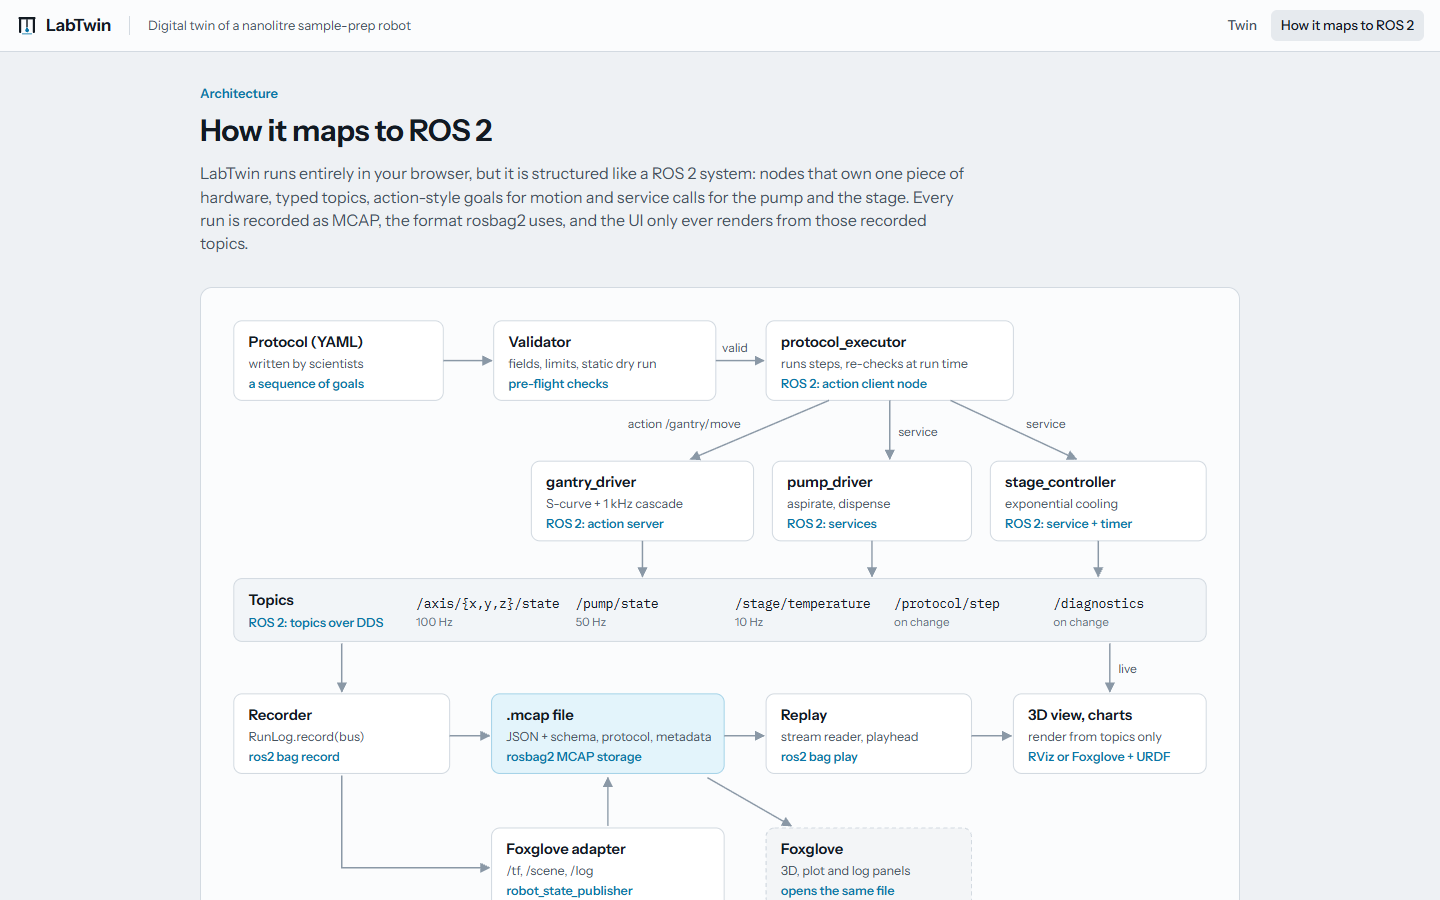 LabTwin
Digital twin of a nanolitre sample-prep robot
Twin
How it maps to ROS 2
Architecture
How it maps to ROS 2
LabTwin runs entirely in your browser, but it is structured like a ROS 2 system: nodes that own one piece of
hardware, typed topics, action-style goals for motion and service calls for the pump and the stage. Every
run is recorded as MCAP, the format rosbag2 uses, and the UI only ever renders from those recorded
topics.
Protocol (YAML)
written by scientists
a sequence of goals
Validator
fields, limits, static dry run
pre-flight checks
valid
protocol_executor
runs steps, re-checks at run time
ROS 2: action client node
action /gantry/move
service
service
gantry_driver
S-curve + 1 kHz cascade
ROS 2: action server
pump_driver
aspirate, dispense
ROS 2: services
stage_controller
exponential cooling
ROS 2: service + timer
Topics
ROS 2: topics over DDS
/axis/{x,y,z}/state
100 Hz
/pump/state
50 Hz
/stage/temperature
10 Hz
/protocol/step
on change
/diagnostics
on change
live
Recorder
RunLog.record(bus)
ros2 bag record
.mcap file
JSON + schema, protocol, metadata
rosbag2 MCAP storage
Replay
stream reader, playhead
ros2 bag play
3D view, charts
render from topics only
RViz or Foxglove + URDF
Foxglove adapter
/tf, /scene, /log
robot_state_publisher
Foxglove
3D, plot and log panels
opens the same file